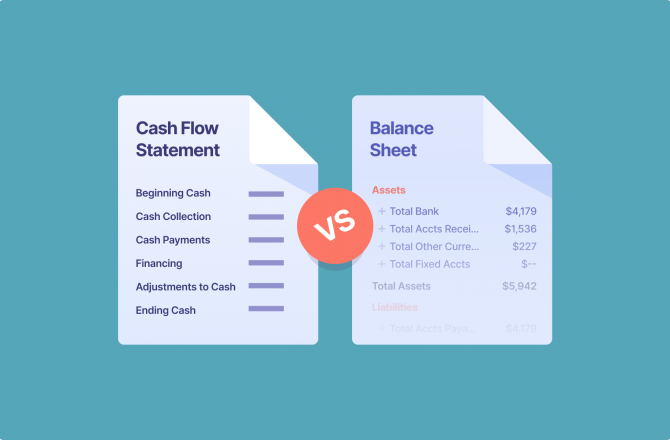 Cash Flow
Statement
Beginning Cash
Cash Collection
Cash Payments
Financing
Adjustments to Cash
Ending Cash
VS
Balance
Sheet
Assets
+ Total Bank $4,179
+ Total Accts Recei... $1,536
+ Total Other Curre... $227
+ Total Fixed Accts $--
Total Assets $5,942
Liabilities
+ Total Accts Paya.. $4,179